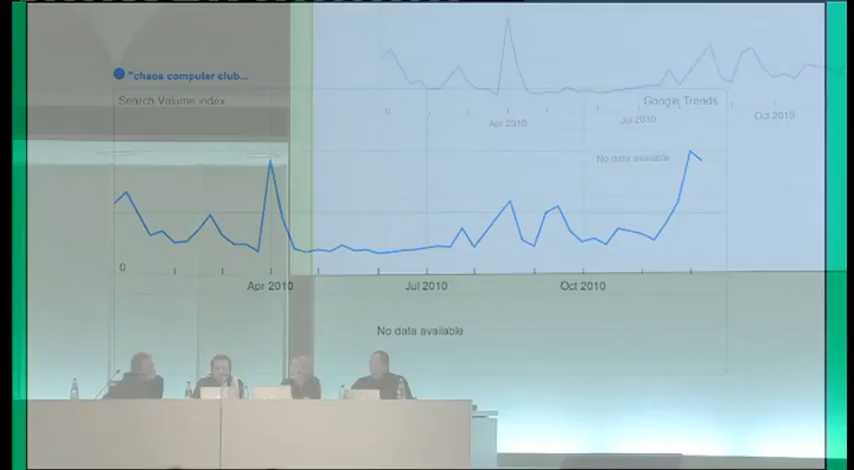 "chaos computer club...
Search Volume index
Google Trends
0
Apr 2010
Jul 2010
Oct 2010
No data available
0
Apr 2010
Jul 2010
Oct 2010
No data available